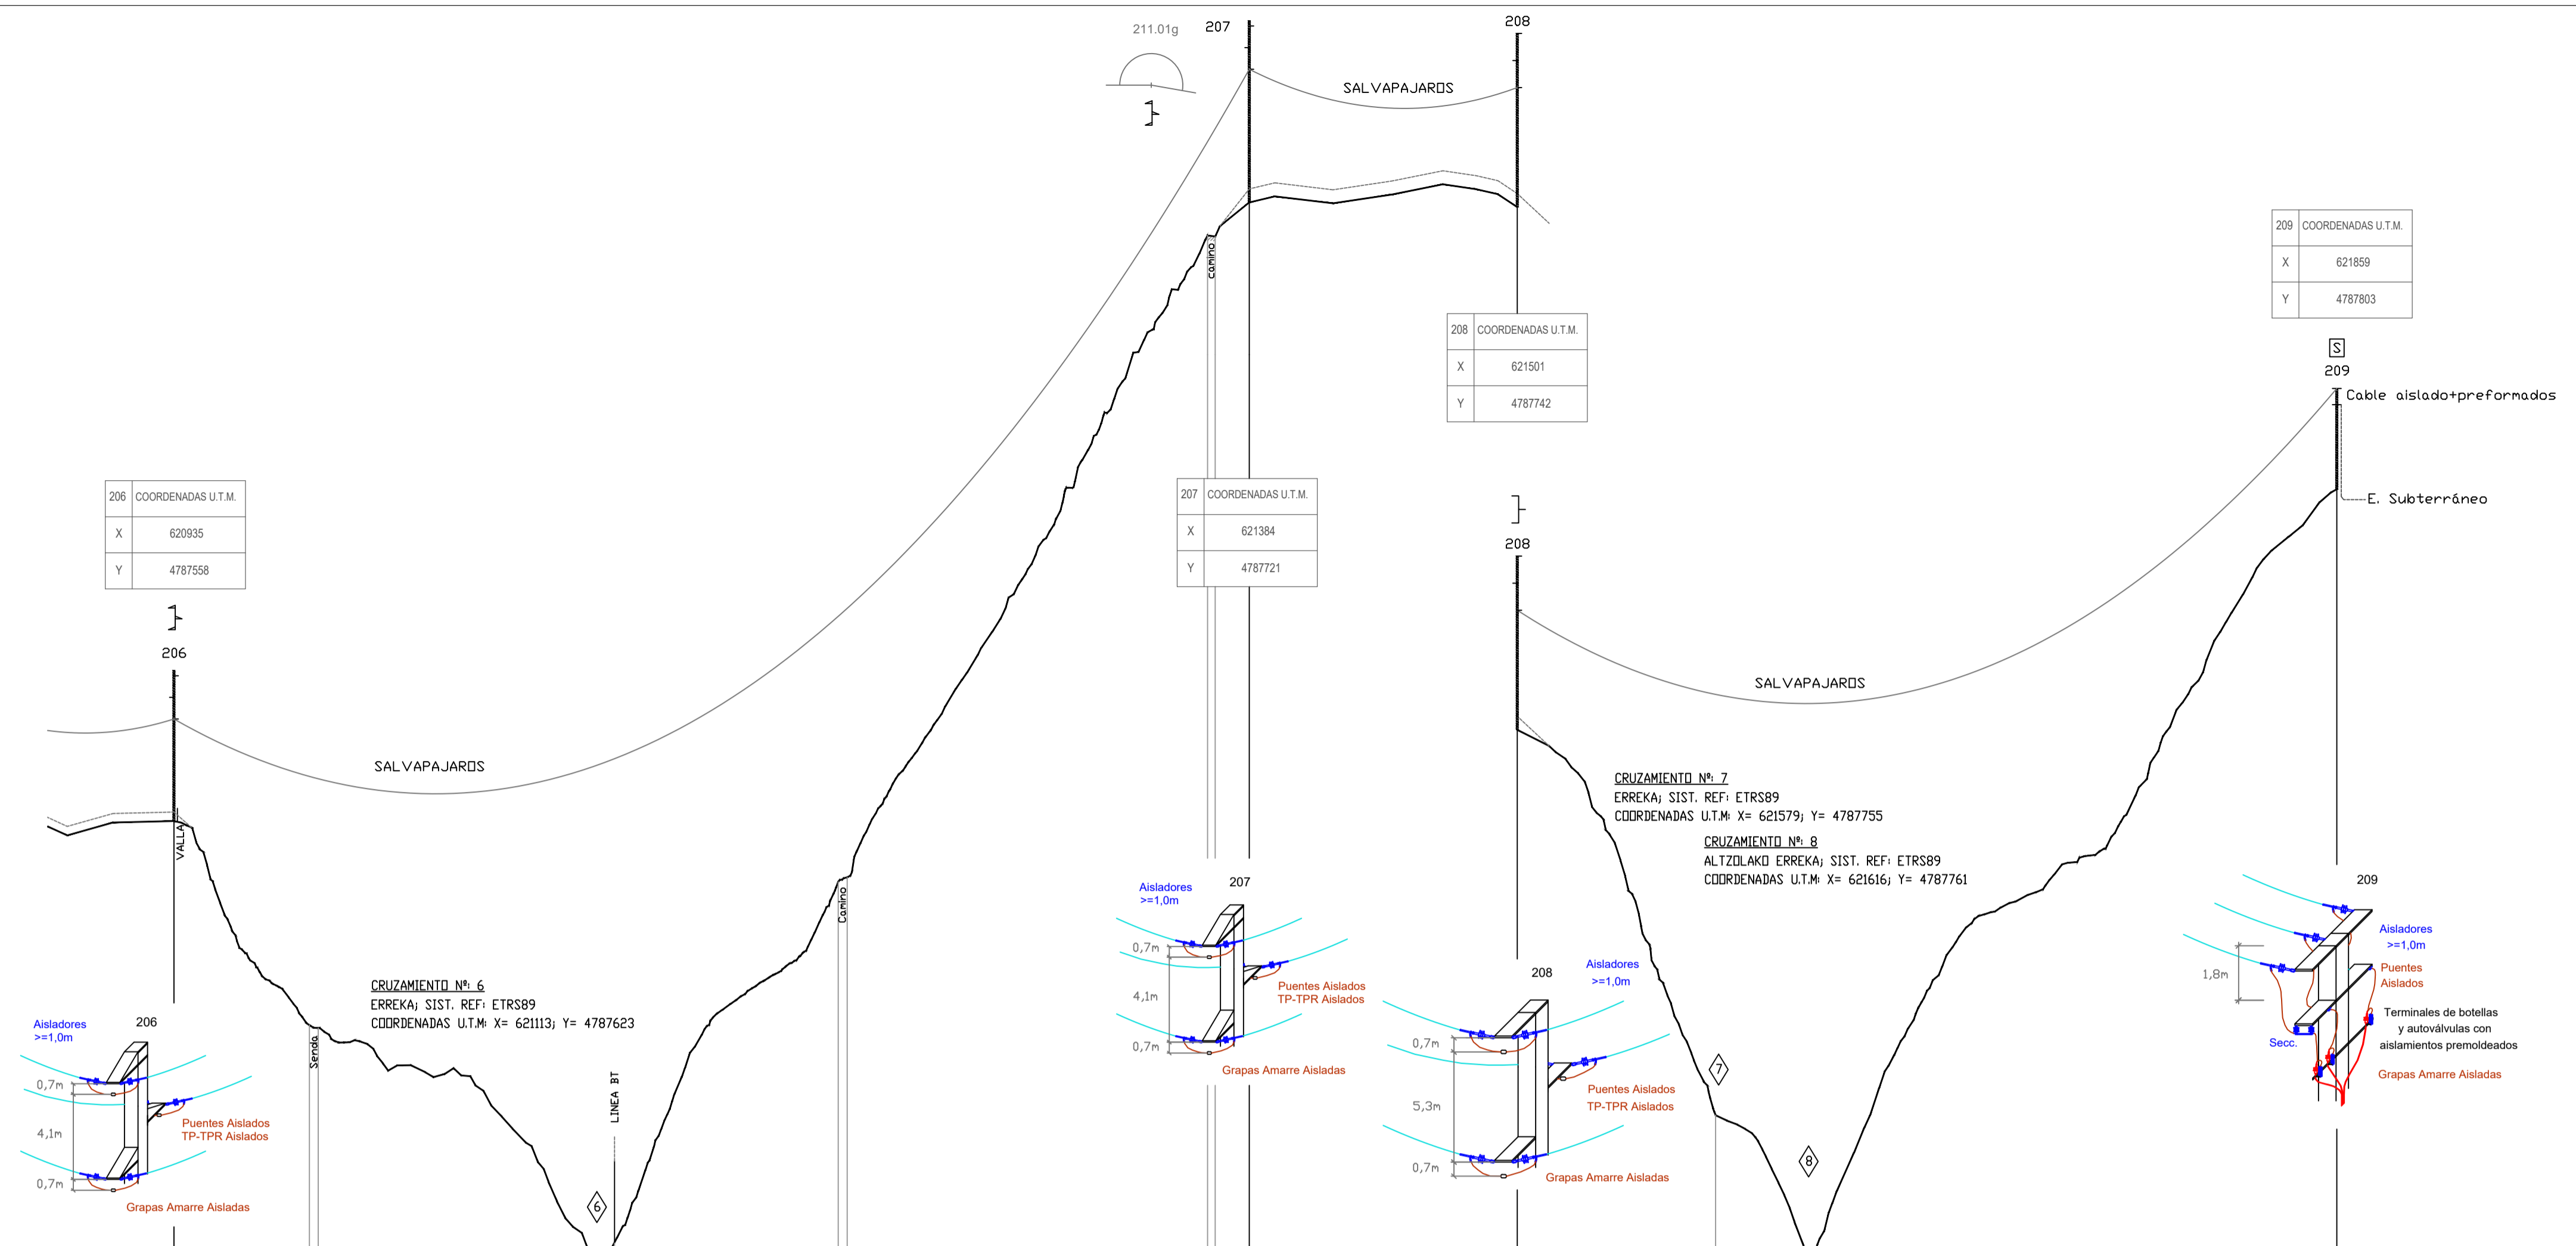 211.01g
207
208
SALVAPAJAROS
camino
209 COORDENADAS U.T.M.
X 621859
Y 4787803
S
209
Cable aislado+preformados
E. Subterráneo
208 COORDENADAS U.T.M.
X 621501
Y 4787742
206 COORDENADAS U.T.M.
X 620935
Y 4787558
207 COORDENADAS U.T.M.
X 621384
Y 4787721
206
208
SALVAPAJAROS
SALVAPAJAROS
VALLA
CRUZAMIENTO Nº: 7
ERREKA; SIST. REF: ETRS89
COORDENADAS U.T.M: X= 621579; Y= 4787755
CRUZAMIENTO Nº: 8
ALTZOLAKO ERREKA; SIST. REF: ETRS89
COORDENADAS U.T.M: X= 621616; Y= 4787761
Camino
CRUZAMIENTO Nº: 6
ERREKA; SIST. REF: ETRS89
COORDENADAS U.T.M: X= 621113; Y= 4787623
Senda
LINEA BT
6
7
8
206
Aisladores
>=1,0m
0,7m
4,1m
0,7m
Puentes Aislados
TP-TPR Aislados
Grapas Amarre Aisladas
207
Aisladores
>=1,0m
0,7m
4,1m
0,7m
Puentes Aislados
TP-TPR Aislados
Grapas Amarre Aisladas
208
Aisladores
>=1,0m
0,7m
5,3m
0,7m
Puentes Aislados
TP-TPR Aislados
Grapas Amarre Aisladas
209
Aisladores
>=1,0m
1,8m
Puentes
Aislados
Secc.
Terminales de botellas
y autoválvulas con
aislamientos premoldeados
Grapas Amarre Aisladas